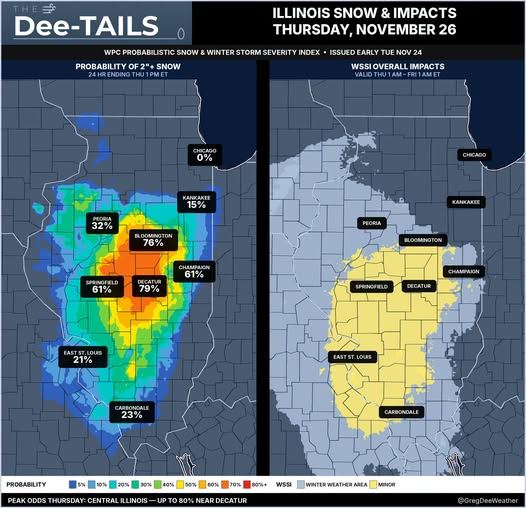 THE
Dee-TAILS
ILLINOIS SNOW & IMPACTS
THURSDAY, NOVEMBER 26
WPC PROBABILISTIC SNOW & WINTER STORM SEVERITY INDEX • ISSUED EARLY TUE NOV 24
PROBABILITY OF 2"+ SNOW
24 HR ENDING THU 1 PM ET
CHICAGO
0%
KANKAKEE
15%
PEORIA
32%
BLOOMINGTON
76%
CHAMPAIGN
61%
SPRINGFIELD
61%
DECATUR
79%
EAST ST. LOUIS
21%
CARBONDALE
23%
WSSI OVERALL IMPACTS
VALID THU 1 AM – FRI 1 AM ET
CHICAGO
KANKAKEE
PEORIA
BLOOMINGTON
CHAMPAIGN
SPRINGFIELD
DECATUR
EAST ST. LOUIS
CARBONDALE
PROBABILITY 5% 10% 20% 30% 40% 50% 60% 70% 80%+ WSSI WINTER WEATHER AREA MINOR
PEAK ODDS THURSDAY: CENTRAL ILLINOIS — UP TO 80% NEAR DECATUR
@GregDeeWeather